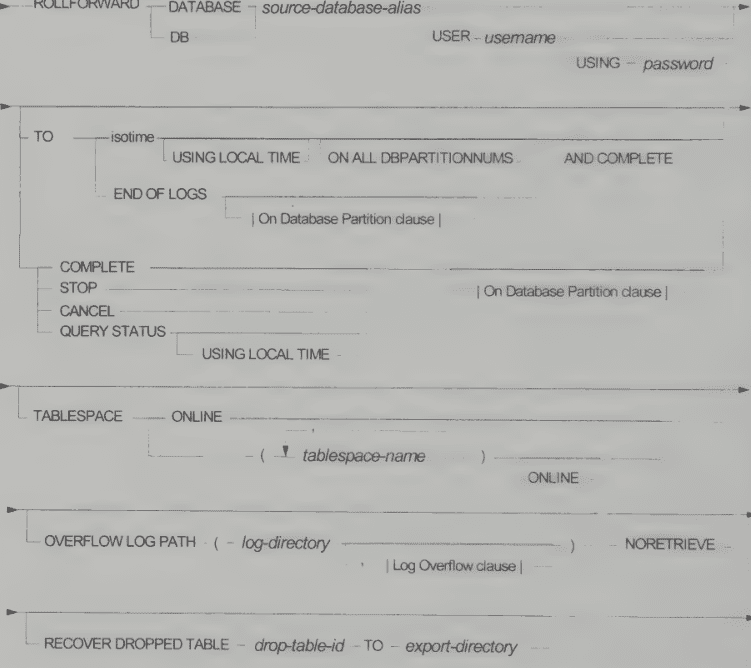 ROLLFORWARD DATABASE source-database-alias
DB USER username
USING password
TO isotime
USING LOCAL TIME ON ALL DBPARTITIONNUMS AND COMPLETE
END OF LOGS
| On Database Partition clause |
COMPLETE
STOP | On Database Partition clause |
CANCEL
QUERY STATUS
USING LOCAL TIME
TABLESPACE ONLINE
,
( tablespace-name )
ONLINE
OVERFLOW LOG PATH ( log-directory ) NORETRIEVE
, | Log Overflow clause |
RECOVER DROPPED TABLE drop-table-id TO export-directory